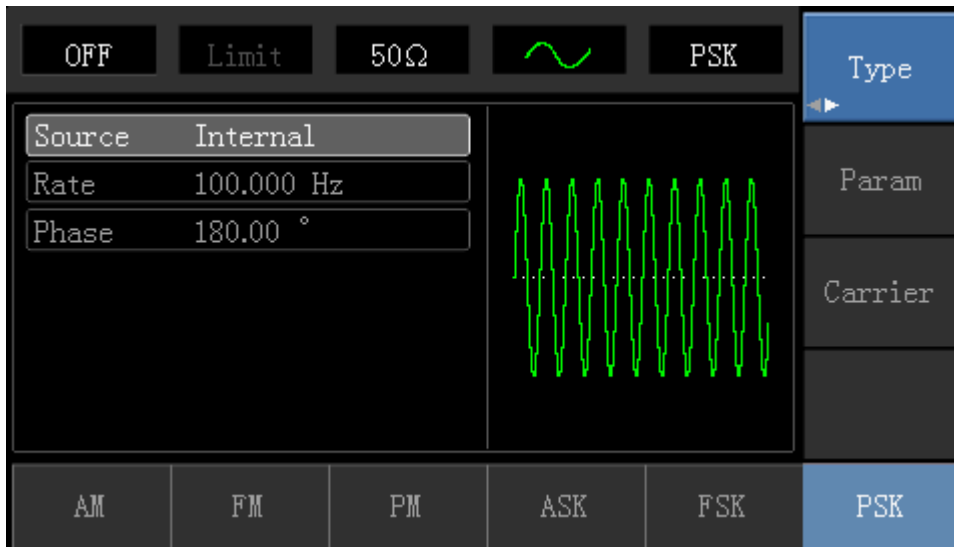 OFF Limit 50Ω PSK
Type
Source Internal
Rate 100.000 Hz
Phase 180.00 °
Param
Carrier
AM FM PM ASK FSK PSK